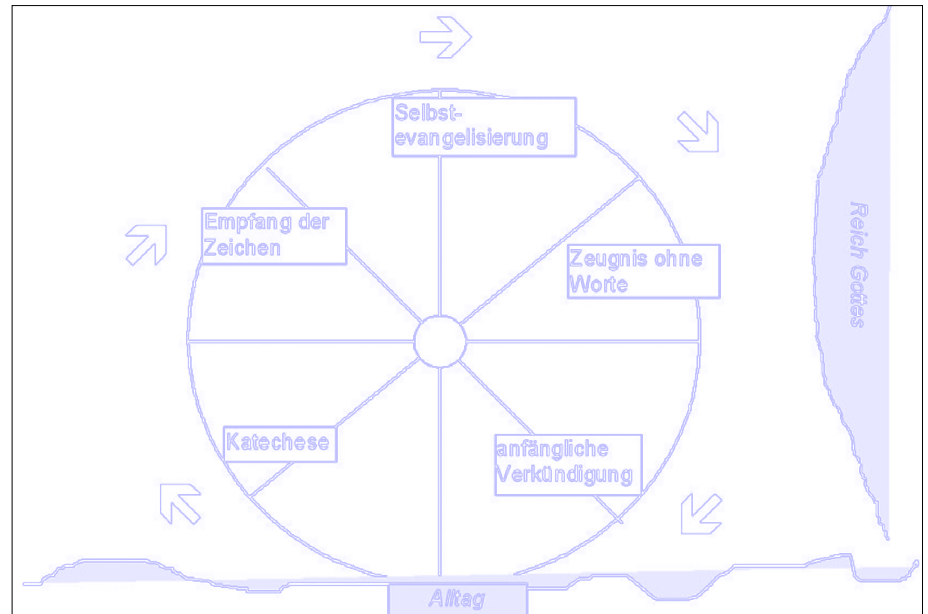 Selbst-
evangelisierung
Empfang der
Zeichen
Zeugnis ohne
Worte
Reich Gottes
Katechese
anfängliche
Verkündigung
Alltag